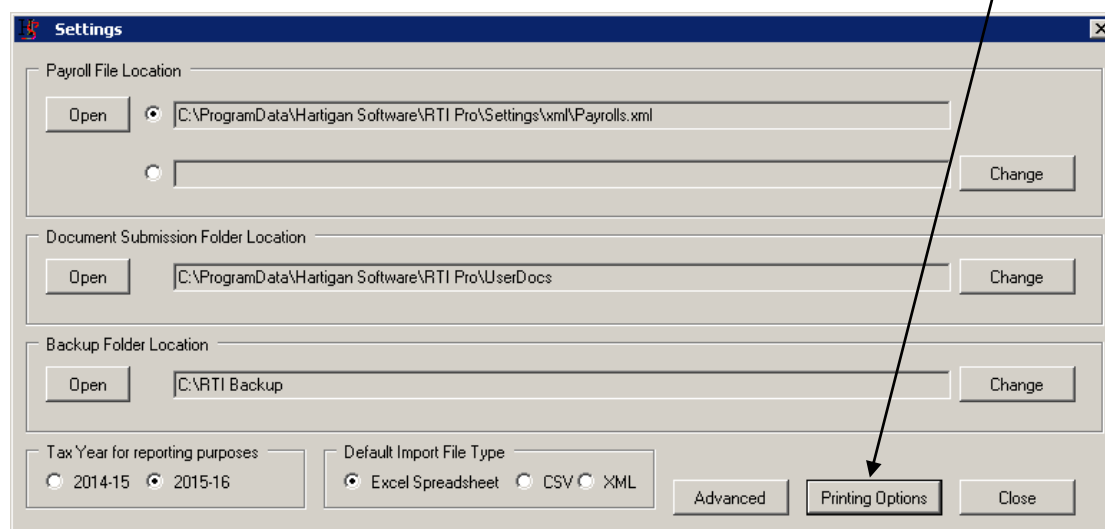 Settings
Payroll File Location
Open C:\ProgramData\Hartigan Software\RTI Pro\Settings\xml\Payrolls.xml
Change
Document Submission Folder Location
Open C:\ProgramData\Hartigan Software\RTI Pro\UserDocs Change
Backup Folder Location
Open C:\RTI Backup Change
Tax Year for reporting purposes Default Import File Type
2014-15 2015-16 Excel Spreadsheet CSV XML
Advanced Printing Options Close